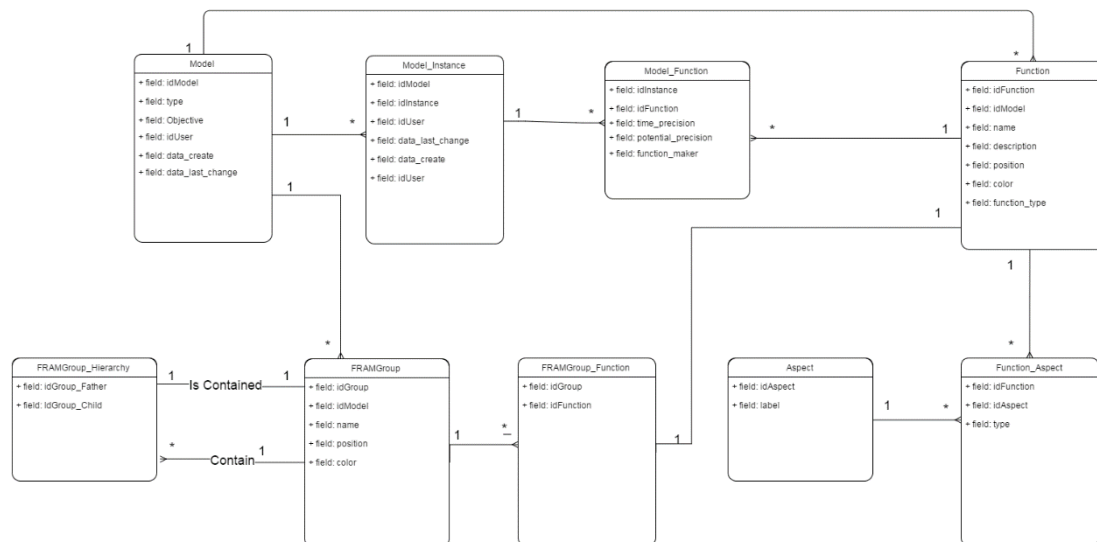 1
*
Model
+ field: idModel
+ field: type
+ field: Objective
+ field: idUser
+ field: data_create
+ field: data_last_change
1
*
1
*
Model_Instance
+ field: idModel
+ field: idInstance
+ field: idUser
+ field: data_last_change
+ field: data_create
+ field: idUser
1
*
Model_Function
+ field: idInstance
+ field: idFunction
+ field: time_precision
+ field: potential_precision
+ field: function_maker
*
1
Function
+ field: idFunction
+ field: idModel
+ field: name
+ field: description
+ field: position
+ field: color
+ field: function_type
1
1
*
FRAMGroup_Hierarchy
+ field: idGroup_Father
+ field: IdGroup_Child
1
Is Contained
1
*
Contain
1
FRAMGroup
+ field: idGroup
+ field: idModel
+ field: name
+ field: position
+ field: color
1
*
FRAMGroup_Function
+ field: idGroup
+ field: idFunction
1
Aspect
+ field: idAspect
+ field: label
1
*
Function_Aspect
+ field: idFunction
+ field: idAspect
+ field: type